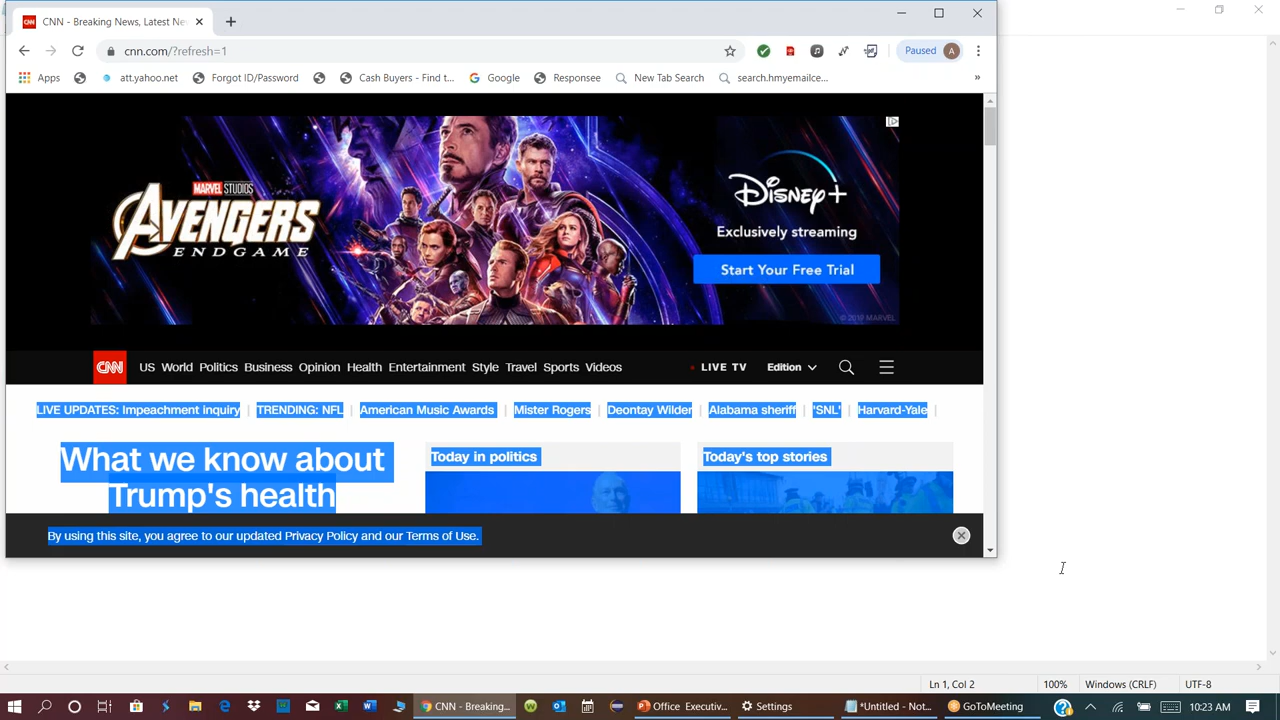 CNN - Breaking News, Latest Ne
cnn.com/?refresh=1
Paused A
Apps att.yahoo.net Forgot ID/Password Cash Buyers - Find t... Google Responsee New Tab Search search.hmyemailce... »
MARVEL STUDIOS
AVENGERS
ENDGAME
Disney+
Exclusively streaming
Start Your Free Trial
© 2019 MARVEL
CNN US World Politics Business Opinion Health Entertainment Style Travel Sports Videos LIVE TV Edition
LIVE UPDATES: Impeachment inquiry | TRENDING: NFL | American Music Awards | Mister Rogers | Deontay Wilder | Alabama sheriff | 'SNL' | Harvard-Yale |
What we know about
Trump's health
Today in politics
Today's top stories
By using this site, you agree to our updated Privacy Policy and our Terms of Use.
Ln 1, Col 2 100% Windows (CRLF) UTF-8
CNN - Breaking... Office Executiv... Settings *Untitled - Not... GoToMeeting 10:23 AM